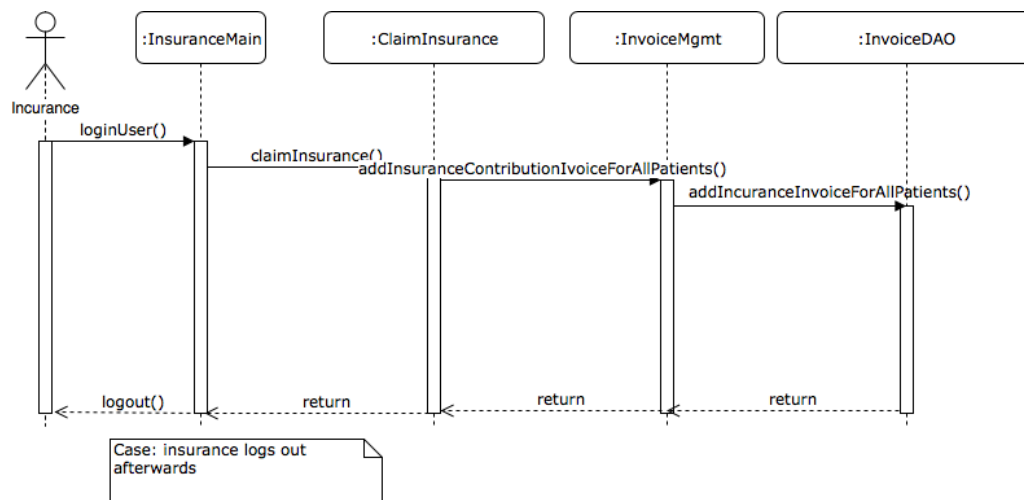 :InsuranceMain
:ClaimInsurance
:InvoiceMgmt
:InvoiceDAO
Incurance
loginUser()
claimInsurance()
addInsuranceContributionIvoiceForAllPatients()
addIncuranceInvoiceForAllPatients()
logout()
return
return
return
Case: insurance logs out
afterwards